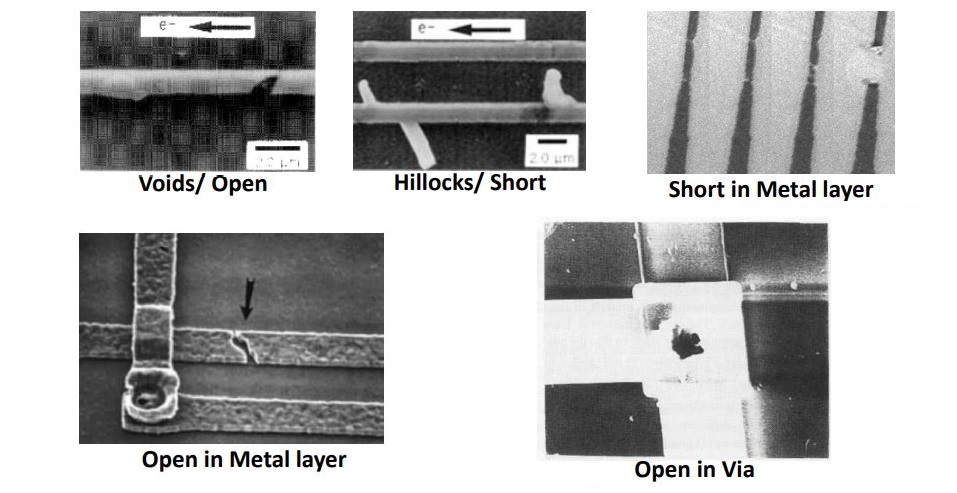 e-
e-
2.0 μm
2.0 μm
Voids/ Open
Hillocks/ Short
Short in Metal layer
Open in Metal layer
Open in Via